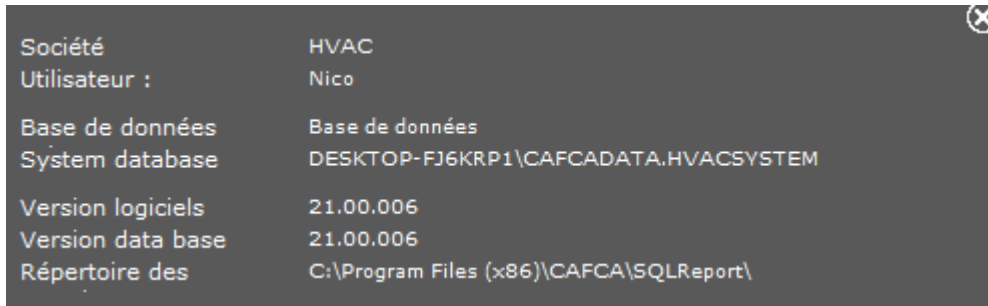 Société HVAC
Utilisateur : Nico
Base de données Base de données
System database DESKTOP-FJ6KRP1\CAFCADATA.HVACSYSTEM
Version logiciels 21.00.006
Version data base 21.00.006
Répertoire des C:\Program Files (x86)\CAFCA\SQLReport\